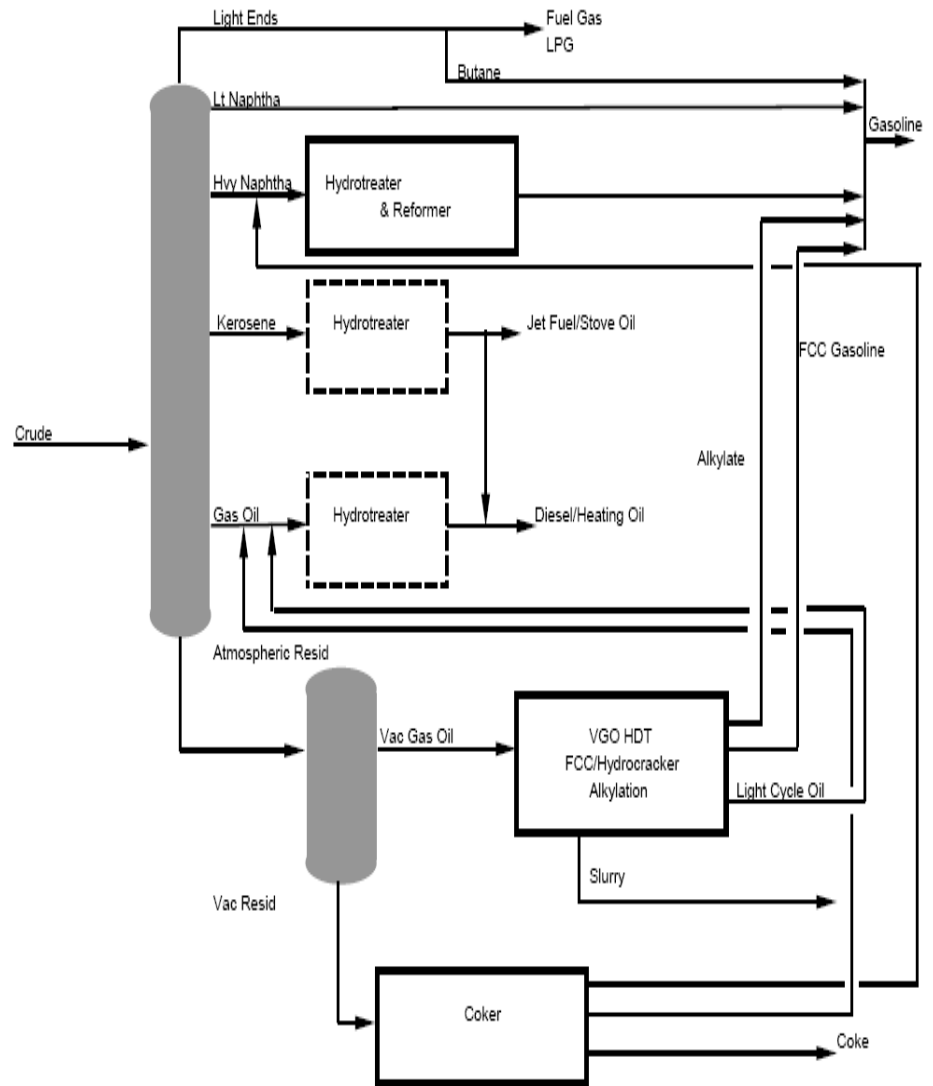 Light Ends
Fuel Gas
LPG
Butane
Lt Naphtha
Gasoline
Hvy Naphtha
Hydrotreater
& Reformer
Kerosene
Hydrotreater
Jet Fuel/Stove Oil
FCC Gasoline
Crude
Alkylate
Gas Oil
Hydrotreater
Diesel/Heating Oil
Atmospheric Resid
Vac Gas Oil
VGO HDT
FCC/Hydrocracker
Alkylation
Light Cycle Oil
Slurry
Vac Resid
Coker
Coke